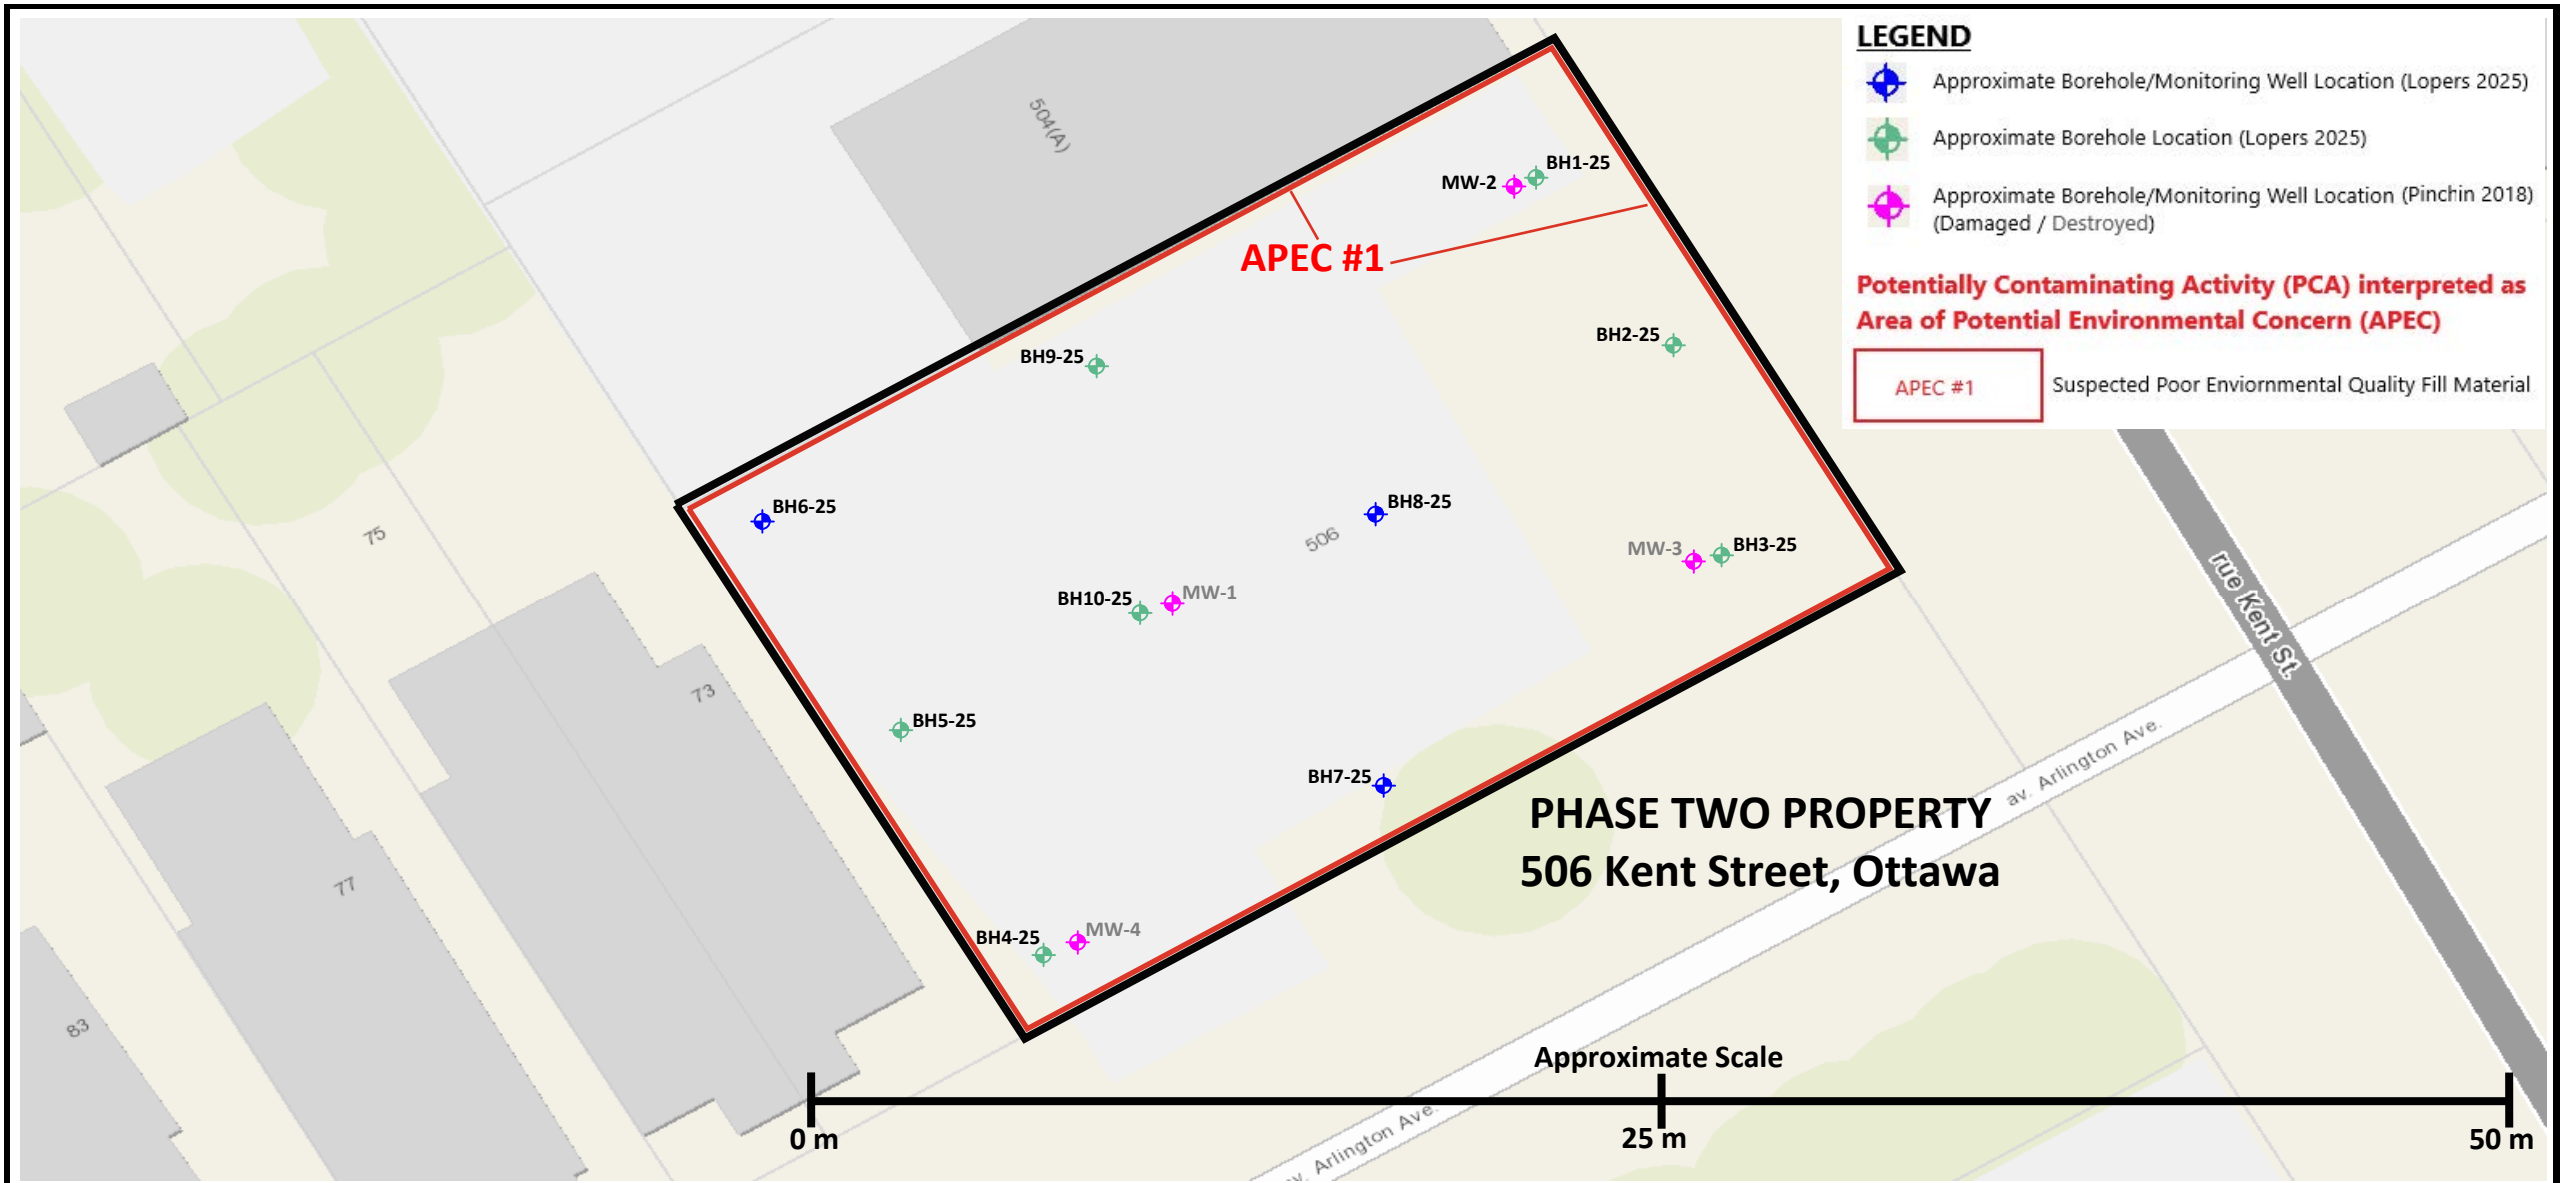 LEGEND
Approximate Borehole/Monitoring Well Location (Lopers 2025)
Approximate Borehole Location (Lopers 2025)
Approximate Borehole/Monitoring Well Location (Pinchin 2018)
(Damaged / Destroyed)
Potentially Contaminating Activity (PCA) interpreted as
Area of Potential Environmental Concern (APEC)
APEC #1
Suspected Poor Enviornmental Quality Fill Material
504(A)
BH1-25
MW-2
APEC #1
BH2-25
BH9-25
BH6-25
BH8-25
506
75
MW-3
BH3-25
BH10-25
MW-1
rue Kent St.
73
BH5-25
BH7-25
av. Arlington Ave.
PHASE TWO PROPERTY
506 Kent Street, Ottawa
77
BH4-25
MW-4
83
Approximate Scale
av. Arlington Ave.
0 m
25 m
50 m